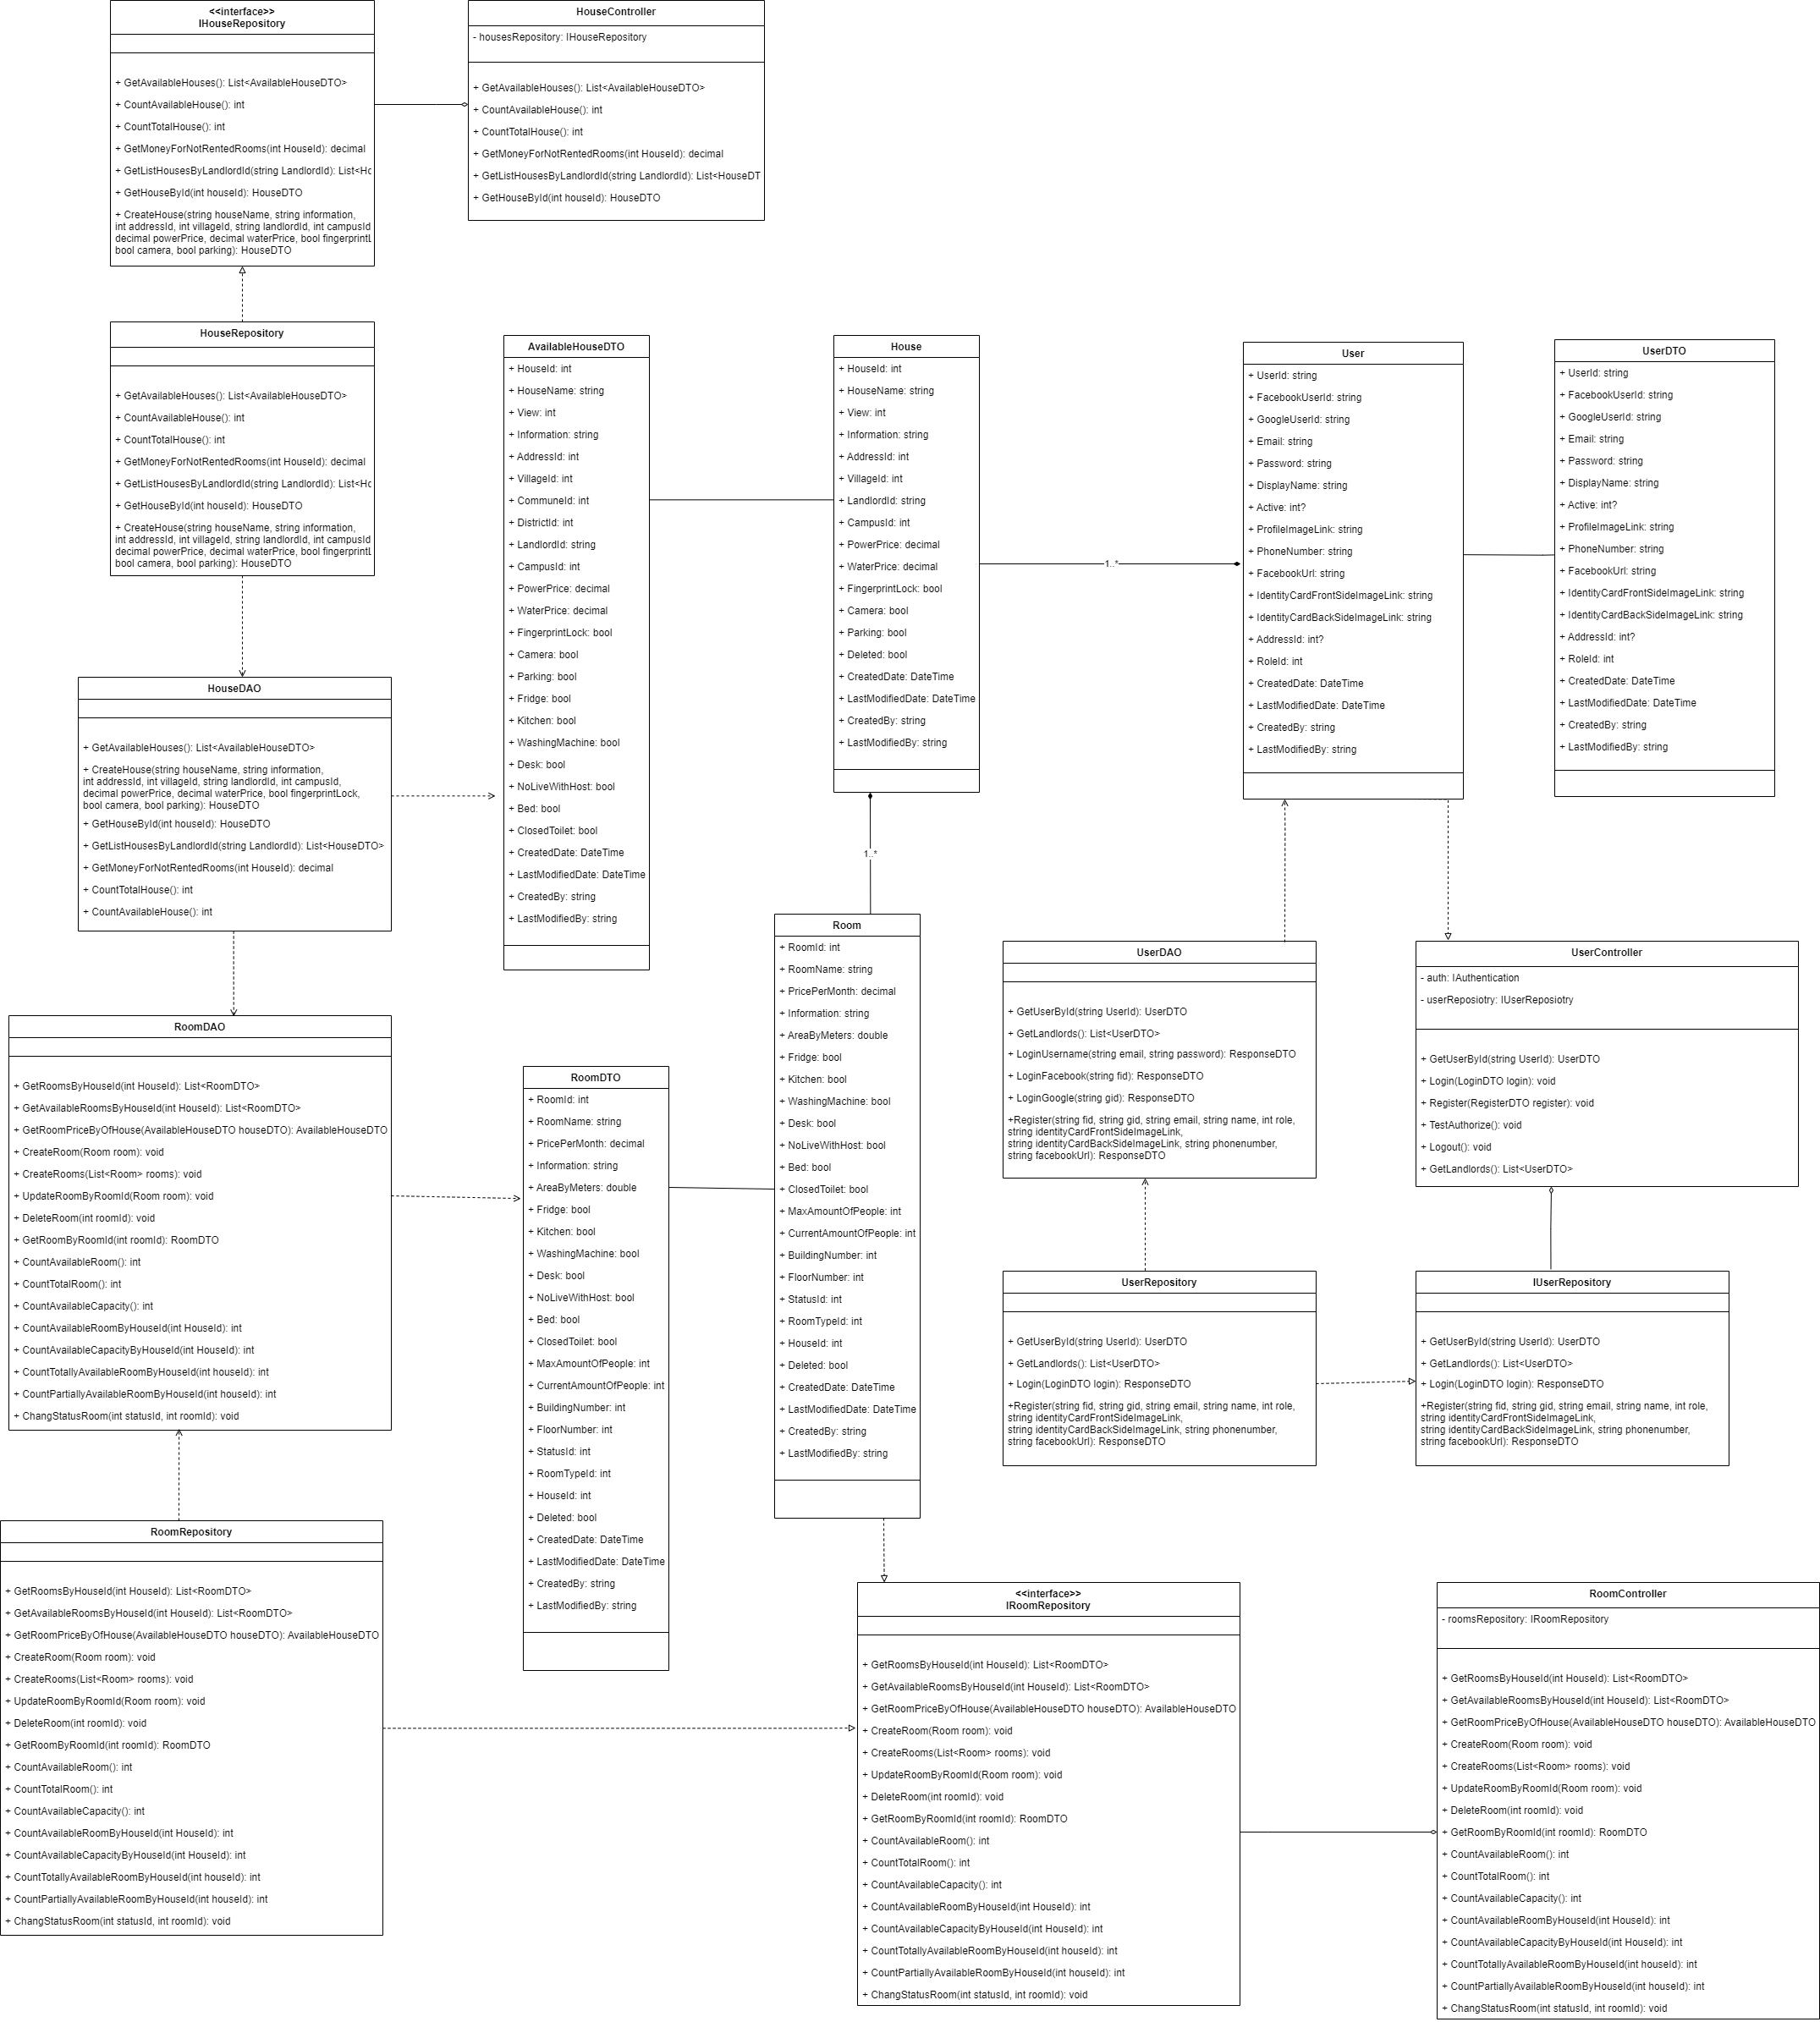 <<interface>>
IHouseRepository
+ GetAvailableHouses(): List<AvailableHouseDTO>
+ CountAvailableHouse(): int
+ CountTotalHouse(): int
+ GetMoneyForNotRentedRooms(int HouseId): decimal
+ GetListHousesByLandlordId(string LandlordId): List<Hc
+ GetHouseById(int houseId): HouseDTO
+ CreateHouse(string houseName, string information,
int addressId, int villageId, string landlordId, int campusId
decimal powerPrice, decimal waterPrice, bool fingerprintL
bool camera, bool parking): HouseDTO
HouseController
- housesRepository: IHouseRepository
+ GetAvailableHouses(): List<AvailableHouseDTO>
+ CountAvailableHouse(): int
+ CountTotalHouse(): int
+ GetMoneyForNotRentedRooms(int HouseId): decimal
+ GetListHousesByLandlordId(string LandlordId): List<HouseDT
+ GetHouseById(int houseId): HouseDTO
HouseRepository
+ GetAvailableHouses(): List<AvailableHouseDTO>
+ CountAvailableHouse(): int
+ CountTotalHouse(): int
+ GetMoneyForNotRentedRooms(int HouseId): decimal
+ GetListHousesByLandlordId(string LandlordId): List<Hc
+ GetHouseById(int houseId): HouseDTO
+ CreateHouse(string houseName, string information,
int addressId, int villageId, string landlordId, int campusId
decimal powerPrice, decimal waterPrice, bool fingerprintL
bool camera, bool parking): HouseDTO
AvailableHouseDTO
+ HouseId: int
+ HouseName: string
+ View: int
+ Information: string
+ AddressId: int
+ VillageId: int
+ CommuneId: int
+ DistrictId: int
+ LandlordId: string
+ CampusId: int
+ PowerPrice: decimal
+ WaterPrice: decimal
+ FingerprintLock: bool
+ Camera: bool
+ Parking: bool
+ Fridge: bool
+ Kitchen: bool
+ WashingMachine: bool
+ Desk: bool
+ NoLiveWithHost: bool
+ Bed: bool
+ ClosedToilet: bool
+ CreatedDate: DateTime
+ LastModifiedDate: DateTime
+ CreatedBy: string
+ LastModifiedBy: string
House
+ HouseId: int
+ HouseName: string
+ View: int
+ Information: string
+ AddressId: int
+ VillageId: int
+ LandlordId: string
+ CampusId: int
+ PowerPrice: decimal
+ WaterPrice: decimal
+ FingerprintLock: bool
+ Camera: bool
+ Parking: bool
+ Deleted: bool
+ CreatedDate: DateTime
+ LastModifiedDate: DateTime
+ CreatedBy: string
+ LastModifiedBy: string
1..*
User
+ UserId: string
+ FacebookUserId: string
+ GoogleUserId: string
+ Email: string
+ Password: string
+ DisplayName: string
+ Active: int?
+ ProfileImageLink: string
+ PhoneNumber: string
+ FacebookUrl: string
+ IdentityCardFrontSideImageLink: string
+ IdentityCardBackSideImageLink: string
+ AddressId: int?
+ RoleId: int
+ CreatedDate: DateTime
+ LastModifiedDate: DateTime
+ CreatedBy: string
+ LastModifiedBy: string
UserDTO
+ UserId: string
+ FacebookUserId: string
+ GoogleUserId: string
+ Email: string
+ Password: string
+ DisplayName: string
+ Active: int?
+ ProfileImageLink: string
+ PhoneNumber: string
+ FacebookUrl: string
+ IdentityCardFrontSideImageLink: string
+ IdentityCardBackSideImageLink: string
+ AddressId: int?
+ RoleId: int
+ CreatedDate: DateTime
+ LastModifiedDate: DateTime
+ CreatedBy: string
+ LastModifiedBy: string
HouseDAO
+ GetAvailableHouses(): List<AvailableHouseDTO>
+ CreateHouse(string houseName, string information,
int addressId, int villageId, string landlordId, int campusId,
decimal powerPrice, decimal waterPrice, bool fingerprintLock,
bool camera, bool parking): HouseDTO
+ GetHouseById(int houseId): HouseDTO
+ GetListHousesByLandlordId(string LandlordId): List<HouseDTO>
+ GetMoneyForNotRentedRooms(int HouseId): decimal
+ CountTotalHouse(): int
+ CountAvailableHouse(): int
1..*
Room
+ RoomId: int
+ RoomName: string
+ PricePerMonth: decimal
+ Information: string
+ AreaByMeters: double
+ Fridge: bool
+ Kitchen: bool
+ WashingMachine: bool
+ Desk: bool
+ NoLiveWithHost: bool
+ Bed: bool
+ ClosedToilet: bool
+ MaxAmountOfPeople: int
+ CurrentAmountOfPeople: int
+ BuildingNumber: int
+ FloorNumber: int
+ StatusId: int
+ RoomTypeId: int
+ HouseId: int
+ Deleted: bool
+ CreatedDate: DateTime
+ LastModifiedDate: DateTime
+ CreatedBy: string
+ LastModifiedBy: string
UserDAO
+ GetUserById(string UserId): UserDTO
+ GetLandlords(): List<UserDTO>
+ LoginUsername(string email, string password): ResponseDTO
+ LoginFacebook(string fid): ResponseDTO
+ LoginGoogle(string gid): ResponseDTO
+Register(string fid, string gid, string email, string name, int role,
string identityCardFrontSideImageLink,
string identityCardBackSideImageLink, string phonenumber,
string facebookUrl): ResponseDTO
UserController
- auth: IAuthentication
- userReposiotry: IUserReposiotry
+ GetUserById(string UserId): UserDTO
+ Login(LoginDTO login): void
+ Register(RegisterDTO register): void
+ TestAuthorize(): void
+ Logout(): void
+ GetLandlords(): List<UserDTO>
RoomDAO
+ GetRoomsByHouseId(int HouseId): List<RoomDTO>
+ GetAvailableRoomsByHouseId(int HouseId): List<RoomDTO>
+ GetRoomPriceByOfHouse(AvailableHouseDTO houseDTO): AvailableHouseDTO
+ CreateRoom(Room room): void
+ CreateRooms(List<Room> rooms): void
+ UpdateRoomByRoomId(Room room): void
+ DeleteRoom(int roomId): void
+ GetRoomByRoomId(int roomId): RoomDTO
+ CountAvailableRoom(): int
+ CountTotalRoom(): int
+ CountAvailableCapacity(): int
+ CountAvailableRoomByHouseId(int HouseId): int
+ CountAvailableCapacityByHouseId(int HouseId): int
+ CountTotallyAvailableRoomByHouseId(int houseId): int
+ CountPartiallyAvailableRoomByHouseId(int houseId): int
+ ChangStatusRoom(int statusId, int roomId): void
RoomDTO
+ RoomId: int
+ RoomName: string
+ PricePerMonth: decimal
+ Information: string
+ AreaByMeters: double
+ Fridge: bool
+ Kitchen: bool
+ WashingMachine: bool
+ Desk: bool
+ NoLiveWithHost: bool
+ Bed: bool
+ ClosedToilet: bool
+ MaxAmountOfPeople: int
+ CurrentAmountOfPeople: int
+ BuildingNumber: int
+ FloorNumber: int
+ StatusId: int
+ RoomTypeId: int
+ HouseId: int
+ Deleted: bool
+ CreatedDate: DateTime
+ LastModifiedDate: DateTime
+ CreatedBy: string
+ LastModifiedBy: string
UserRepository
+ GetUserById(string UserId): UserDTO
+ GetLandlords(): List<UserDTO>
+ Login(LoginDTO login): ResponseDTO
+Register(string fid, string gid, string email, string name, int role,
string identityCardFrontSideImageLink,
string identityCardBackSideImageLink, string phonenumber,
string facebookUrl): ResponseDTO
IUserRepository
+ GetUserById(string UserId): UserDTO
+ GetLandlords(): List<UserDTO>
+ Login(LoginDTO login): ResponseDTO
+Register(string fid, string gid, string email, string name, int role,
string identityCardFrontSideImageLink,
string identityCardBackSideImageLink, string phonenumber,
string facebookUrl): ResponseDTO
RoomRepository
+ GetRoomsByHouseId(int HouseId): List<RoomDTO>
+ GetAvailableRoomsByHouseId(int HouseId): List<RoomDTO>
+ GetRoomPriceByOfHouse(AvailableHouseDTO houseDTO): AvailableHouseDTO
+ CreateRoom(Room room): void
+ CreateRooms(List<Room> rooms): void
+ UpdateRoomByRoomId(Room room): void
+ DeleteRoom(int roomId): void
+ GetRoomByRoomId(int roomId): RoomDTO
+ CountAvailableRoom(): int
+ CountTotalRoom(): int
+ CountAvailableCapacity(): int
+ CountAvailableRoomByHouseId(int HouseId): int
+ CountAvailableCapacityByHouseId(int HouseId): int
+ CountTotallyAvailableRoomByHouseId(int houseId): int
+ CountPartiallyAvailableRoomByHouseId(int houseId): int
+ ChangStatusRoom(int statusId, int roomId): void
<<interface>>
IRoomRepository
+ GetRoomsByHouseId(int HouseId): List<RoomDTO>
+ GetAvailableRoomsByHouseId(int HouseId): List<RoomDTO>
+ GetRoomPriceByOfHouse(AvailableHouseDTO houseDTO): AvailableHouseDTO
+ CreateRoom(Room room): void
+ CreateRooms(List<Room> rooms): void
+ UpdateRoomByRoomId(Room room): void
+ DeleteRoom(int roomId): void
+ GetRoomByRoomId(int roomId): RoomDTO
+ CountAvailableRoom(): int
+ CountTotalRoom(): int
+ CountAvailableCapacity(): int
+ CountAvailableRoomByHouseId(int HouseId): int
+ CountAvailableCapacityByHouseId(int HouseId): int
+ CountTotallyAvailableRoomByHouseId(int houseId): int
+ CountPartiallyAvailableRoomByHouseId(int houseId): int
+ ChangStatusRoom(int statusId, int roomId): void
RoomController
- roomsRepository: IRoomRepository
+ GetRoomsByHouseId(int HouseId): List<RoomDTO>
+ GetAvailableRoomsByHouseId(int HouseId): List<RoomDTO>
+ GetRoomPriceByOfHouse(AvailableHouseDTO houseDTO): AvailableHouseDTO
+ CreateRoom(Room room): void
+ CreateRooms(List<Room> rooms): void
+ UpdateRoomByRoomId(Room room): void
+ DeleteRoom(int roomId): void
+ GetRoomByRoomId(int roomId): RoomDTO
+ CountAvailableRoom(): int
+ CountTotalRoom(): int
+ CountAvailableCapacity(): int
+ CountAvailableRoomByHouseId(int HouseId): int
+ CountAvailableCapacityByHouseId(int HouseId): int
+ CountTotallyAvailableRoomByHouseId(int houseId): int
+ CountPartiallyAvailableRoomByHouseId(int houseId): int
+ ChangStatusRoom(int statusId, int roomId): void